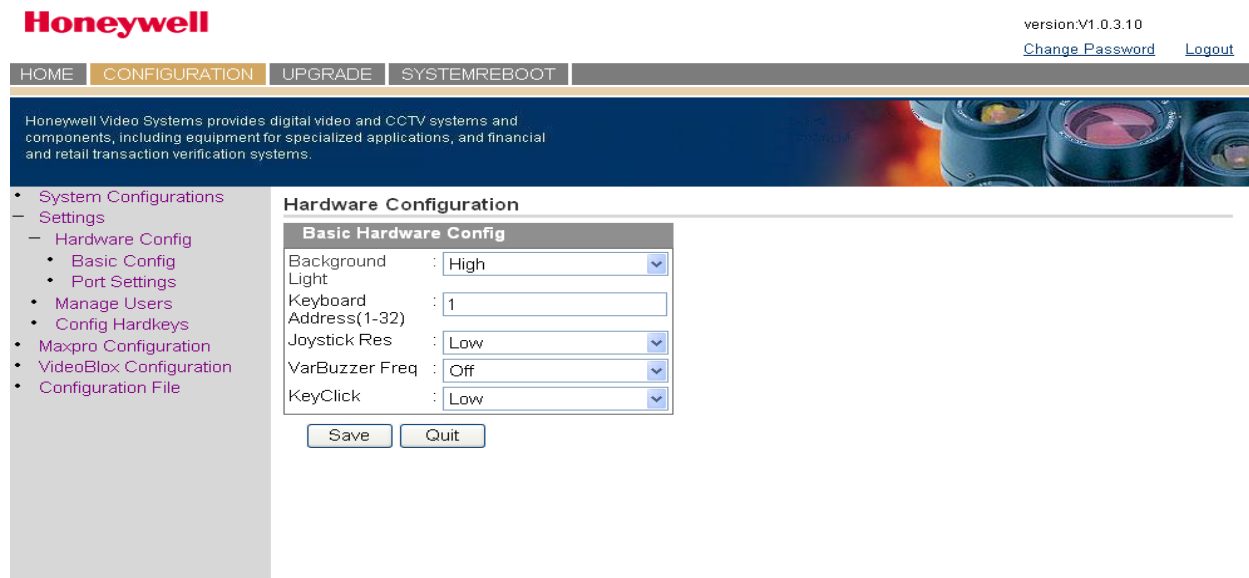 Honeywell
version:V1.0.3.10
Change Password Logout
HOME CONFIGURATION UPGRADE SYSTEMREBOOT
Honeywell Video Systems provides digital video and CCTV systems and
components, including equipment for specialized applications, and financial
and retail transaction verification systems.
System Configurations
Settings
Hardware Config
Basic Config
Port Settings
Manage Users
Config Hardkeys
Maxpro Configuration
VideoBlox Configuration
Configuration File
Hardware Configuration
Basic Hardware Config
Background Light : High
Keyboard Address(1-32) : 1
Joystick Res : Low
VarBuzzer Freq : Off
KeyClick : Low
Save Quit